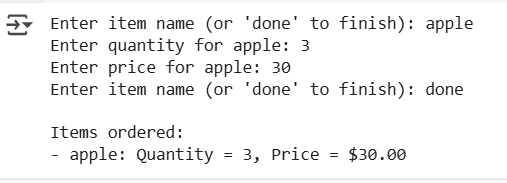 Enter item name (or 'done' to finish): apple
Enter quantity for apple: 3
Enter price for apple: 30
Enter item name (or 'done' to finish): done
Items ordered:
- apple: Quantity = 3, Price = $30.00